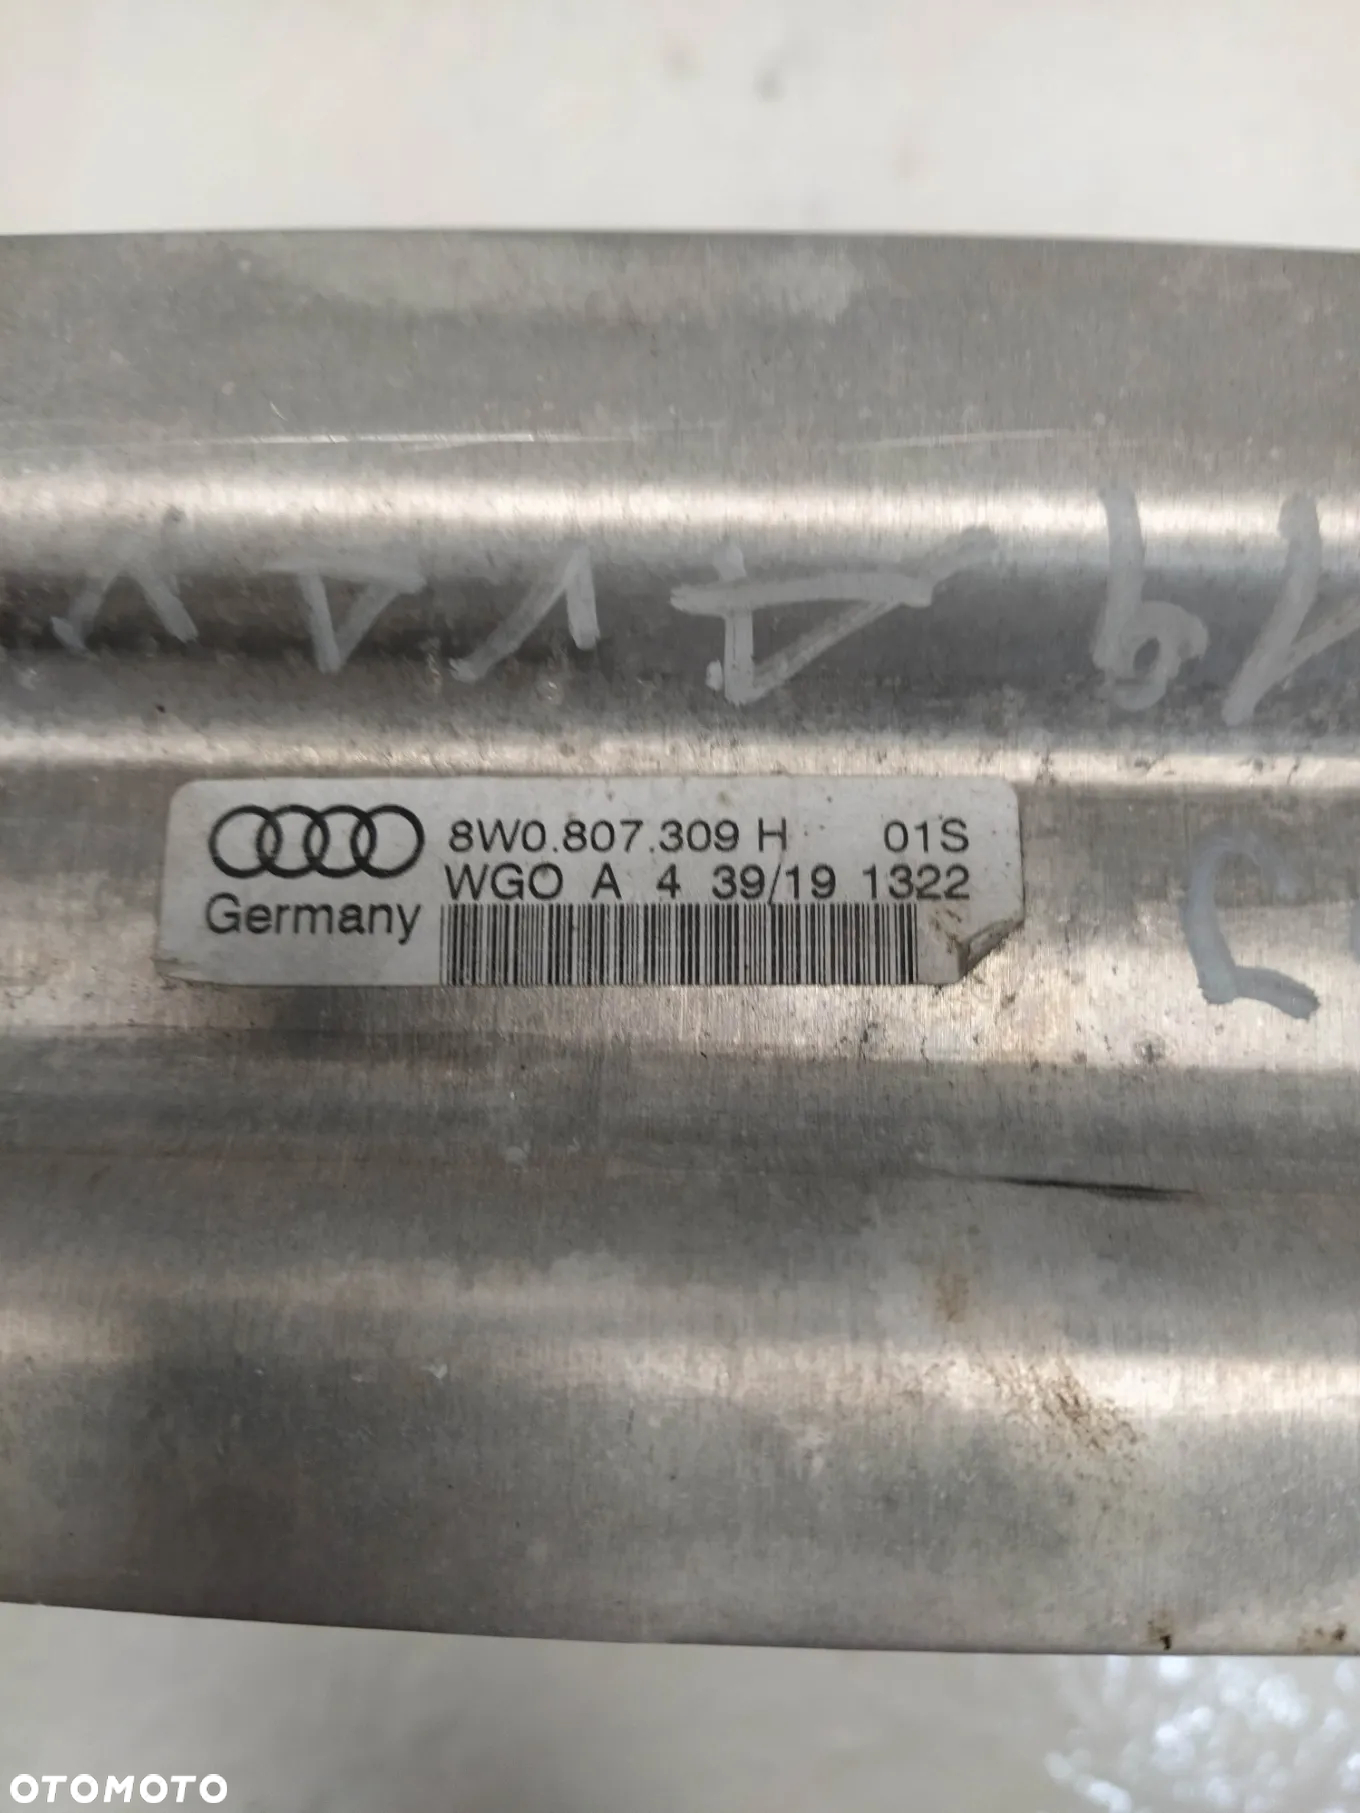 8W0.807.309 H 01S
WGO A 4 39/19 1322
Germany
OTOMOTO